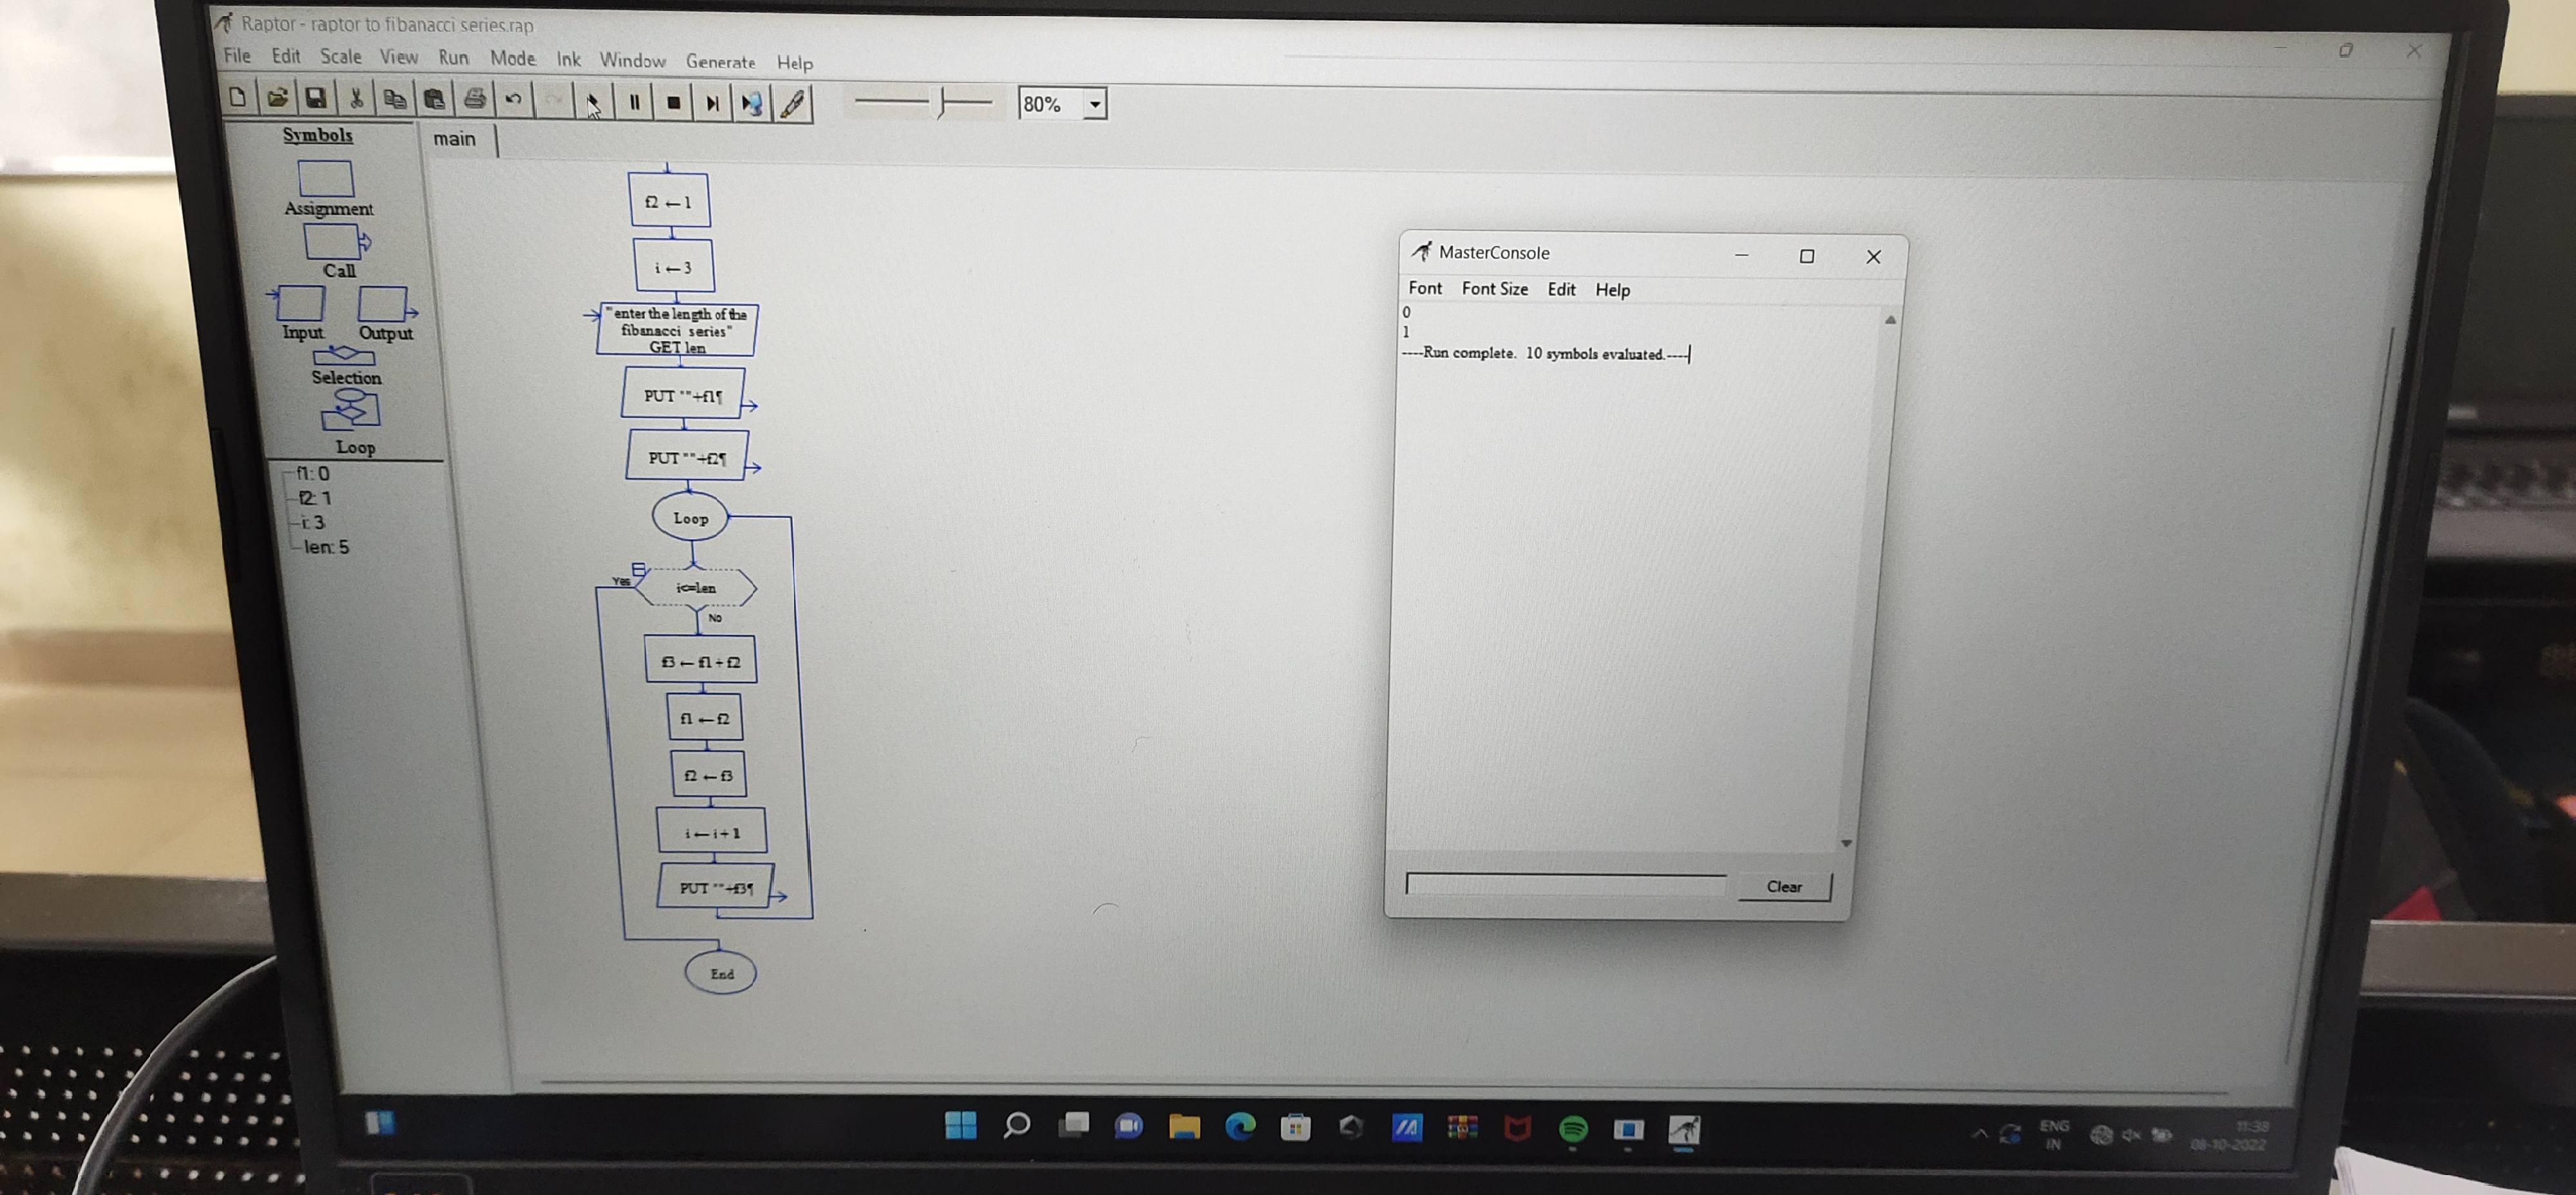 Raptor - raptor to fibanacci series.rap
File Edit Scale View Run Mode Ink Window Generate Help
80%
Symbols
main
Assignment
Call
Input Output
Selection
Loop
f1: 0
f2: 1
i: 3
len: 5
f2 ← 1
i ← 3
"enter the length of the
fibanacci series"
GET len
PUT ""+f1¶
PUT ""+f2¶
Loop
Yes
i<=len
No
f3 ← f1+f2
f1 ← f2
f2 ← f3
i ← i+1
PUT ""+f3¶
End
MasterConsole
Font Font Size Edit Help
0
1
----Run complete. 10 symbols evaluated.----
Clear
ENG
IN
11:38
08-10-2022